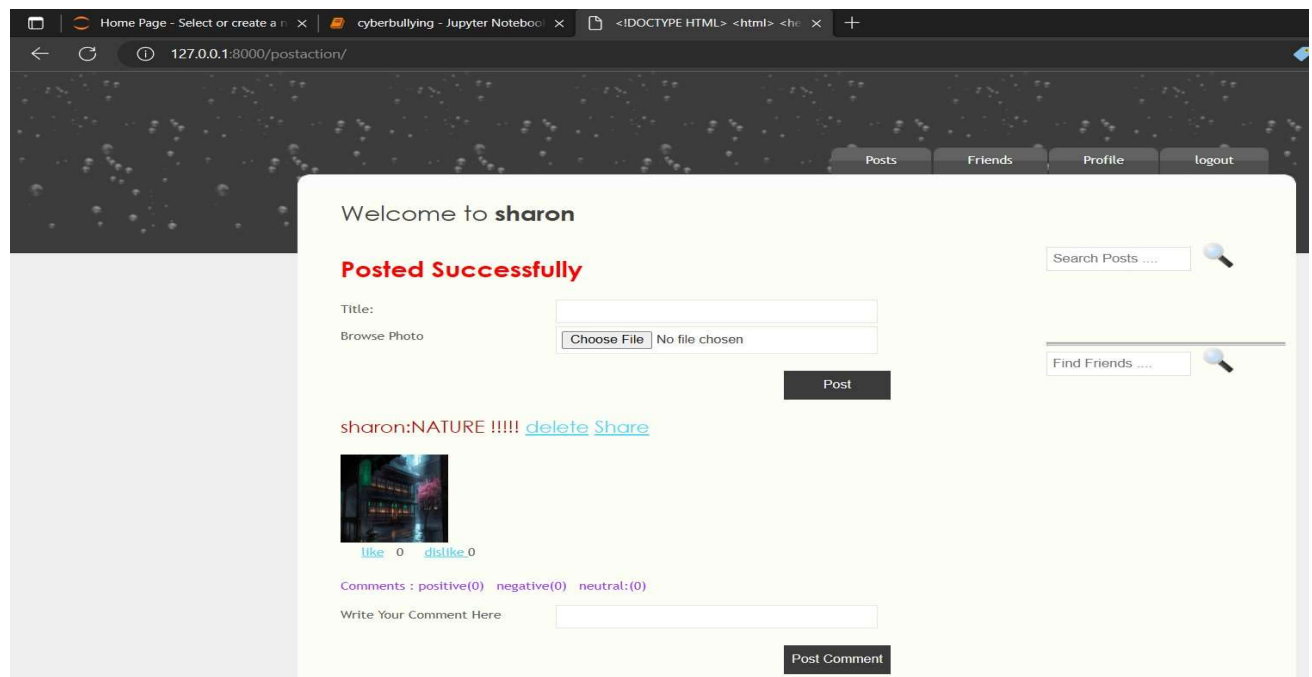 Home Page - Select or create a n
cyberbullying - Jupyter Noteboo
<!DOCTYPE HTML> <html> <he
127.0.0.1:8000/postaction/
Posts Friends Profile logout
Welcome to sharon
Posted Successfully
Search Posts ....
Title:
Browse Photo Choose File No file chosen
Find Friends ....
Post
sharon:NATURE !!!!! delete Share
like 0 dislike 0
Comments : positive(0) negative(0) neutral:(0)
Write Your Comment Here
Post Comment